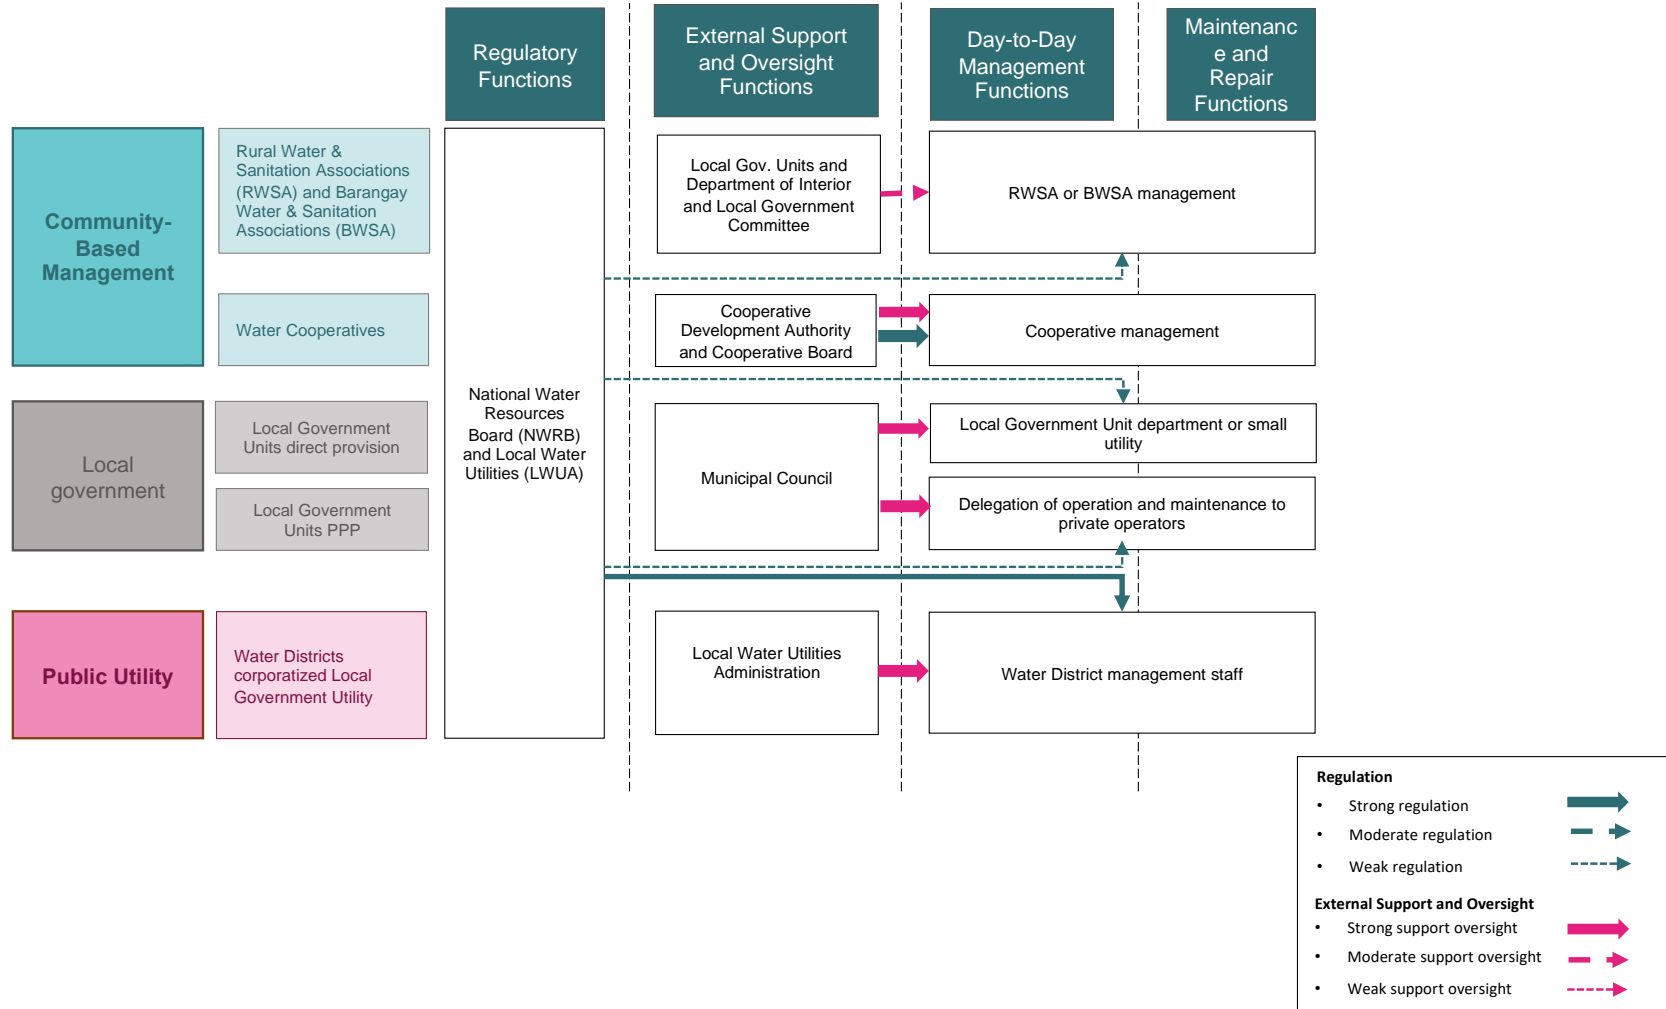 Regulatory
Functions
External Support
and Oversight
Functions
Day-to-Day
Management
Functions
Maintenanc
e and
Repair
Functions
Community-
Based
Management
Rural Water &
Sanitation Associations
(RWSA) and Barangay
Water & Sanitation
Associations (BWSA)
Water Cooperatives
Local
government
Local Government
Units direct provision
Local Government
Units PPP
Public Utility
Water Districts
corporatized Local
Government Utility
National Water
Resources
Board (NWRB)
and Local Water
Utilities (LWUA)
Local Gov. Units and
Department of Interior
and Local Government
Committee
RWSA or BWSA management
Cooperative
Development Authority
and Cooperative Board
Cooperative management
Municipal Council
Local Government Unit department or small
utility
Delegation of operation and maintenance to
private operators
Local Water Utilities
Administration
Water District management staff
Regulation
• Strong regulation
• Moderate regulation
• Weak regulation
External Support and Oversight
• Strong support oversight
• Moderate support oversight
• Weak support oversight